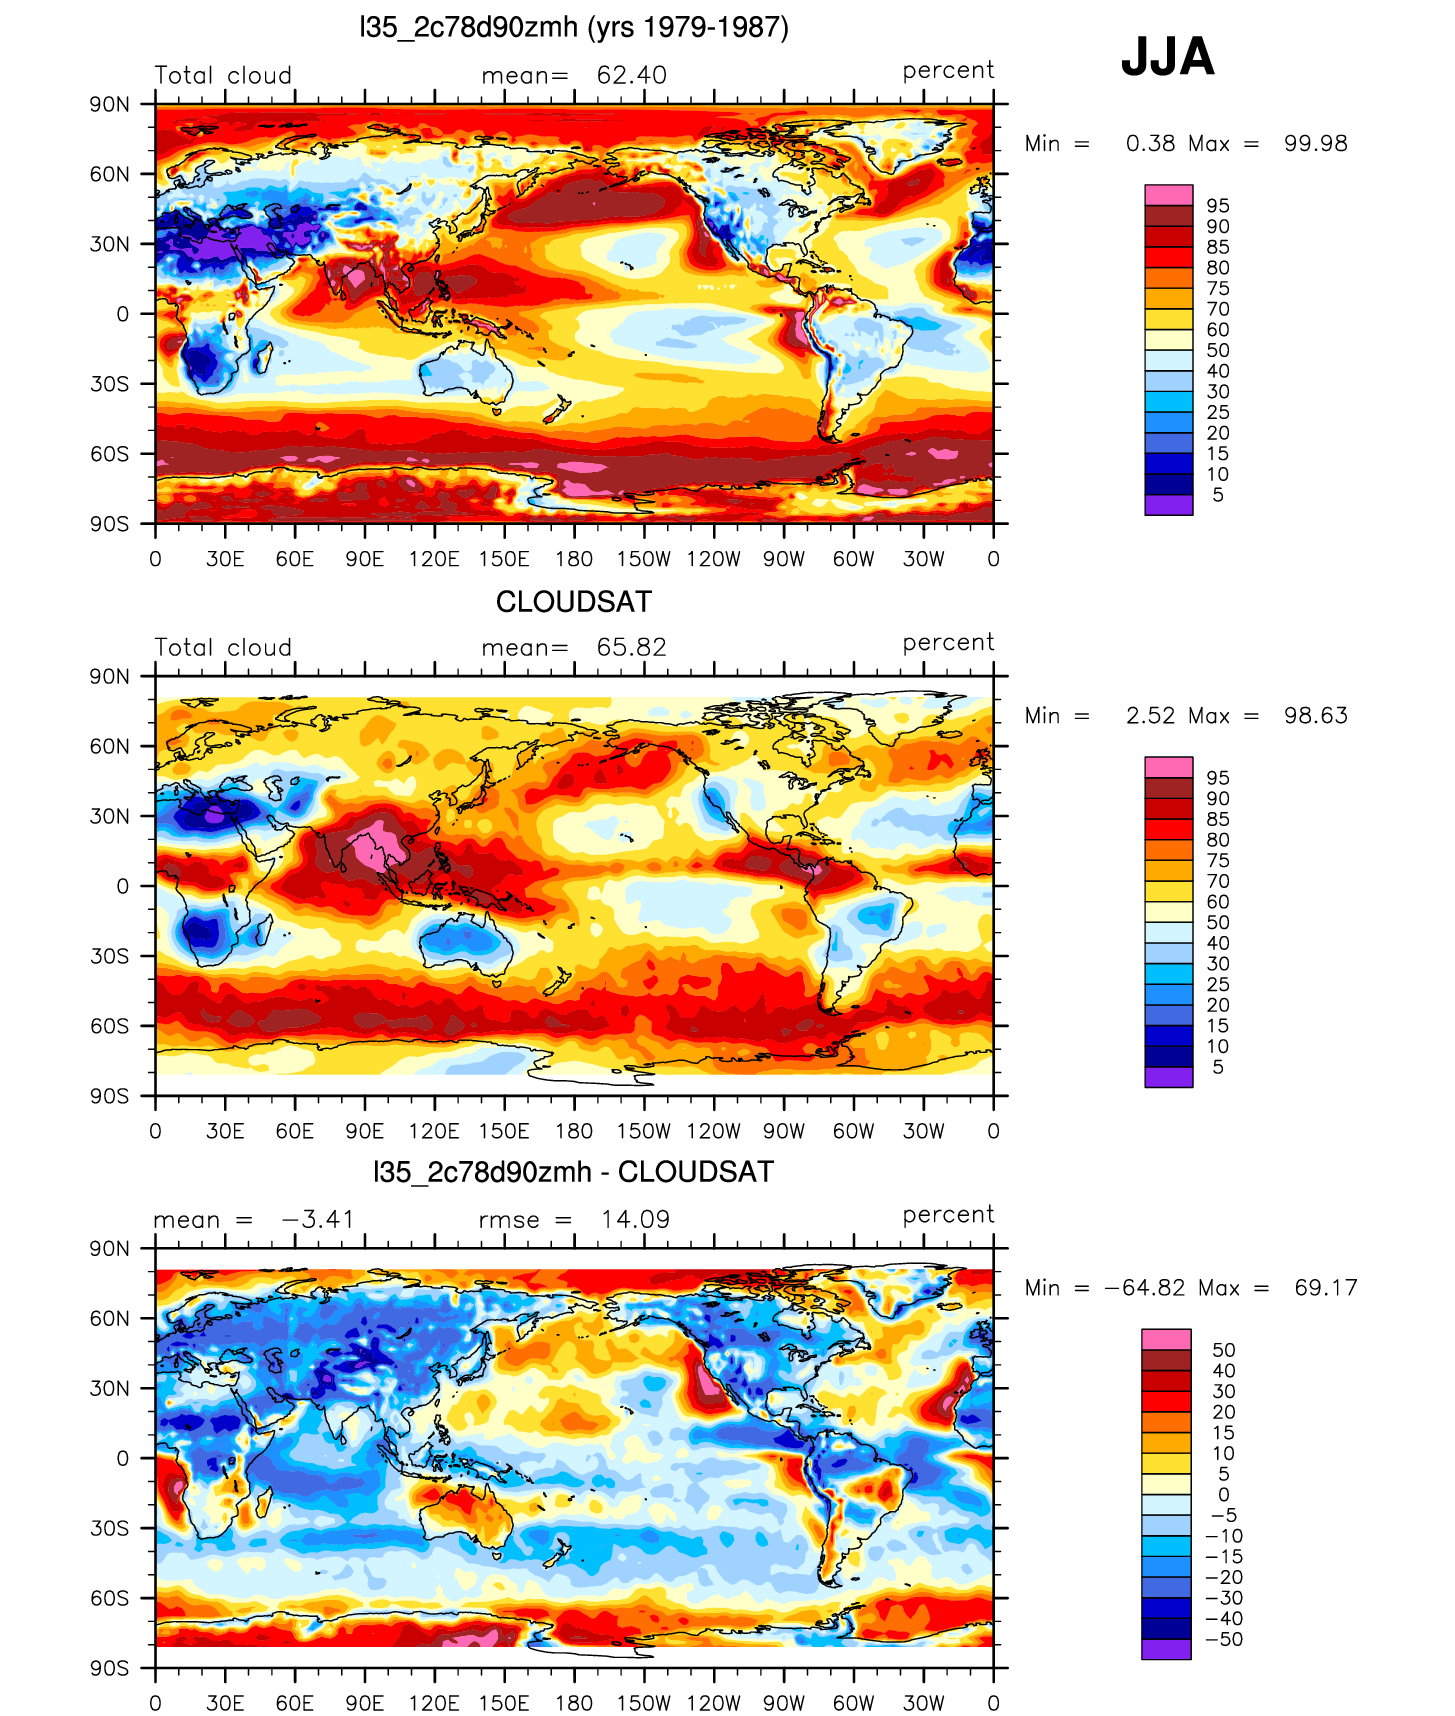 l35_2c78d90zmh (yrs 1979-1987)
JJA
Total cloud mean= 62.40 percent
Min = 0.38 Max = 99.98
90N
60N
30N
0
30S
60S
90S
0 30E 60E 90E 120E 150E 180 150W 120W 90W 60W 30W 0
95
90
85
80
75
70
60
50
40
30
25
20
15
10
5
CLOUDSAT
Total cloud mean= 65.82 percent
Min = 2.52 Max = 98.63
90N
60N
30N
0
30S
60S
90S
0 30E 60E 90E 120E 150E 180 150W 120W 90W 60W 30W 0
95
90
85
80
75
70
60
50
40
30
25
20
15
10
5
l35_2c78d90zmh - CLOUDSAT
mean = −3.41 rmse = 14.09 percent
Min = −64.82 Max = 69.17
90N
60N
30N
0
30S
60S
90S
0 30E 60E 90E 120E 150E 180 150W 120W 90W 60W 30W 0
50
40
30
20
15
10
5
0
−5
−10
−15
−20
−30
−40
−50